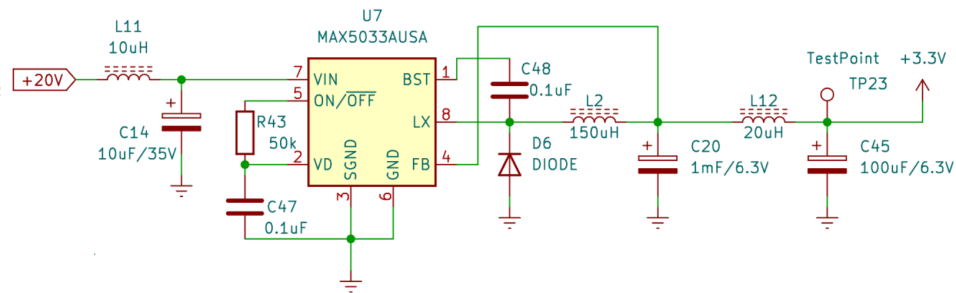 U7
MAX5033AUSA
L11
10uH
+20V
C14
10uF/35V
R43
50k
C47
0.1uF
7
VIN
5
ON/OFF
2
VD
SGND
3
GND
6
BST
1
LX
8
FB
4
C48
0.1uF
L2
150uH
D6
DIODE
C20
1mF/6.3V
L12
20uH
TestPoint
TP23
+3.3V
C45
100uF/6.3V
+
+
+